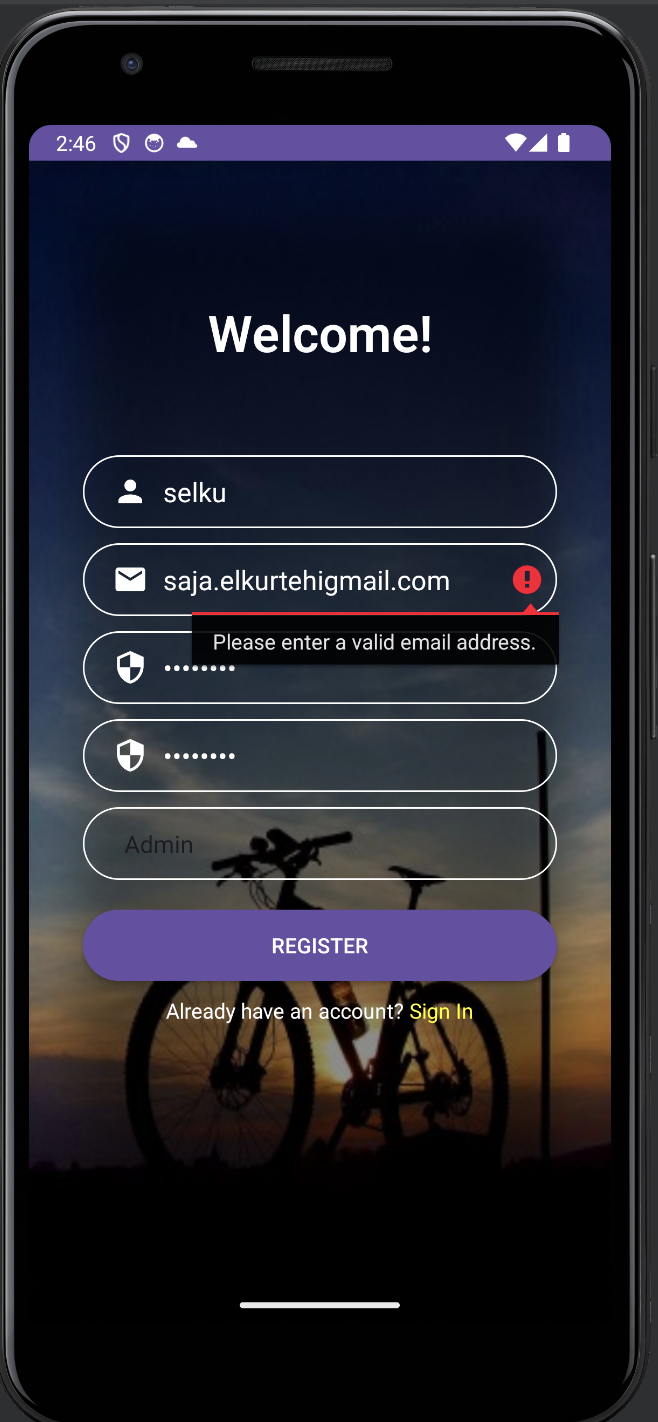 2:46
Welcome!
selku
saja.elkurtehigmail.com
Please enter a valid email address.
••••••••
••••••••
Admin
REGISTER
Already have an account? Sign In